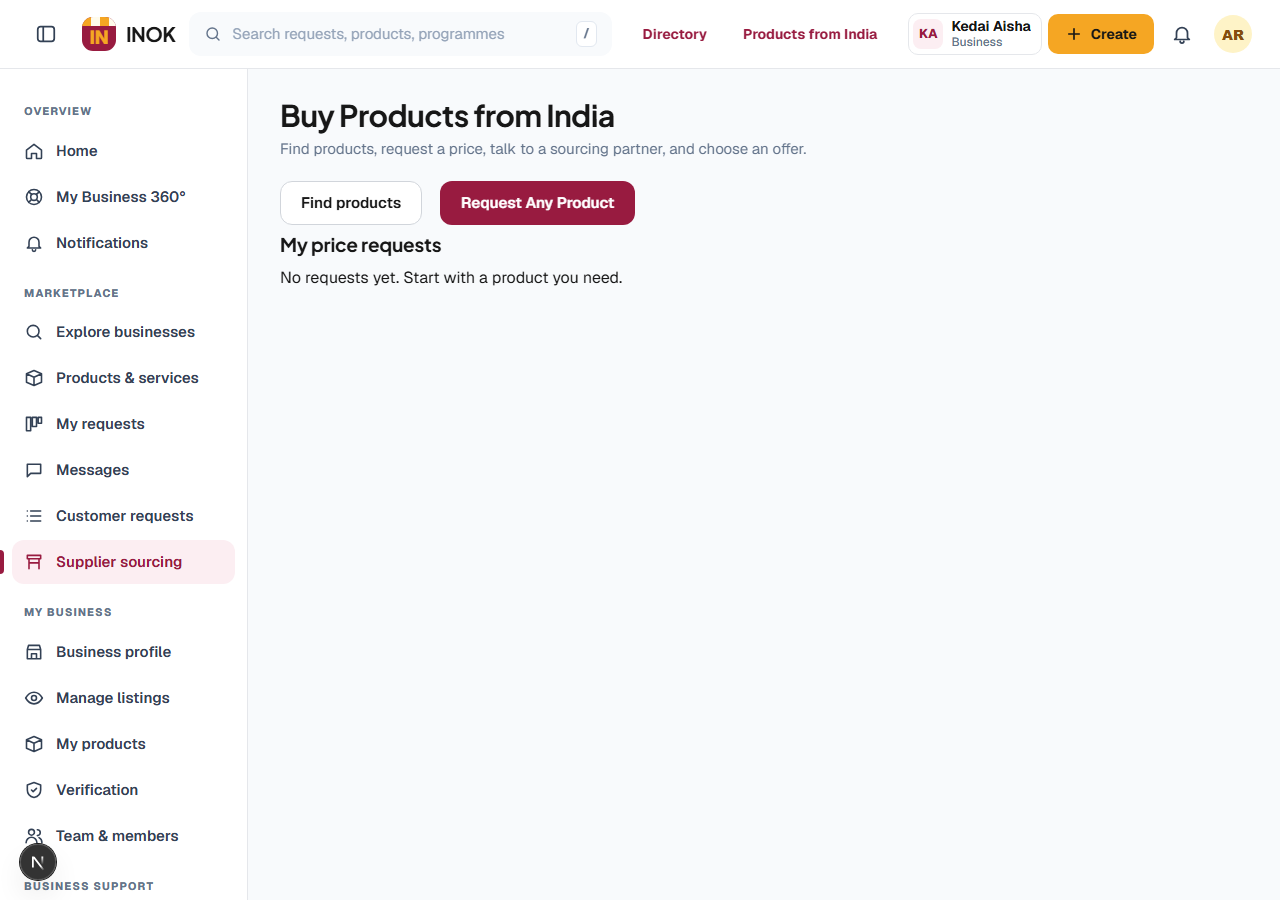 IN INOK
Search requests, products, programmes /
Directory
Products from India
KA Kedai Aisha
Business
Create
AR
OVERVIEW
Home
My Business 360°
Notifications
MARKETPLACE
Explore businesses
Products & services
My requests
Messages
Customer requests
Supplier sourcing
MY BUSINESS
Business profile
Manage listings
My products
Verification
Team & members
N
BUSINESS SUPPORT
Buy Products from India
Find products, request a price, talk to a sourcing partner, and choose an offer.
Find products
Request Any Product
My price requests
No requests yet. Start with a product you need.